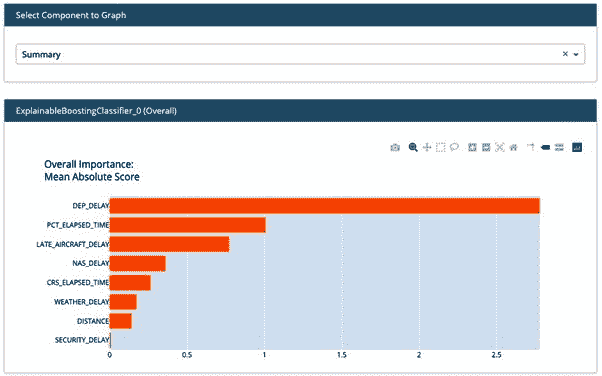 Select Component to Graph
Summary
ExplainableBoostingClassifier_0 (Overall)
Overall Importance:
Mean Absolute Score
DEP_DELAY
PCT_ELAPSED_TIME
LATE_AIRCRAFT_DELAY
NAS_DELAY
CRS_ELAPSED_TIME
WEATHER_DELAY
DISTANCE
SECURITY_DELAY
0 0.5 1 1.5 2 2.5